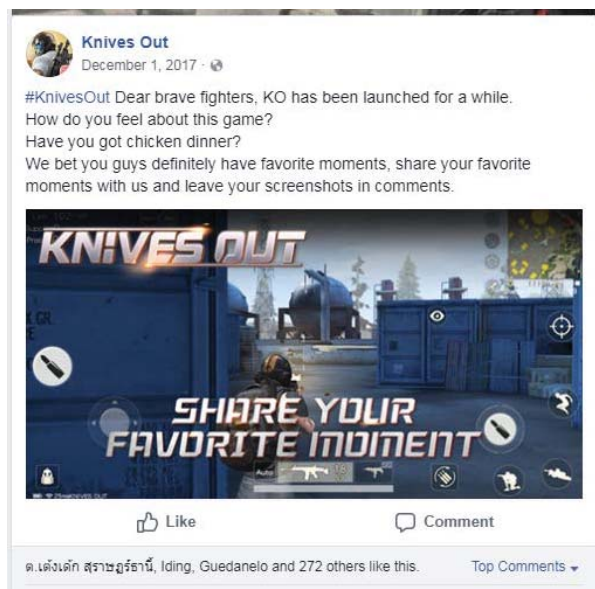 Knives Out
December 1, 2017
#KnivesOut Dear brave fighters, KO has been launched for a while.
How do you feel about this game?
Have you got chicken dinner?
We bet you guys definitely have favorite moments, share your favorite
moments with us and leave your screenshots in comments.
KNIVES OUT
SHARE YOUR
FAVORITE MOMENT
Auto
Like
Comment
ด.เด้งเด้ก สุราษฎร์ธานี้, Iding, Guedanelo and 272 others like this.
Top Comments